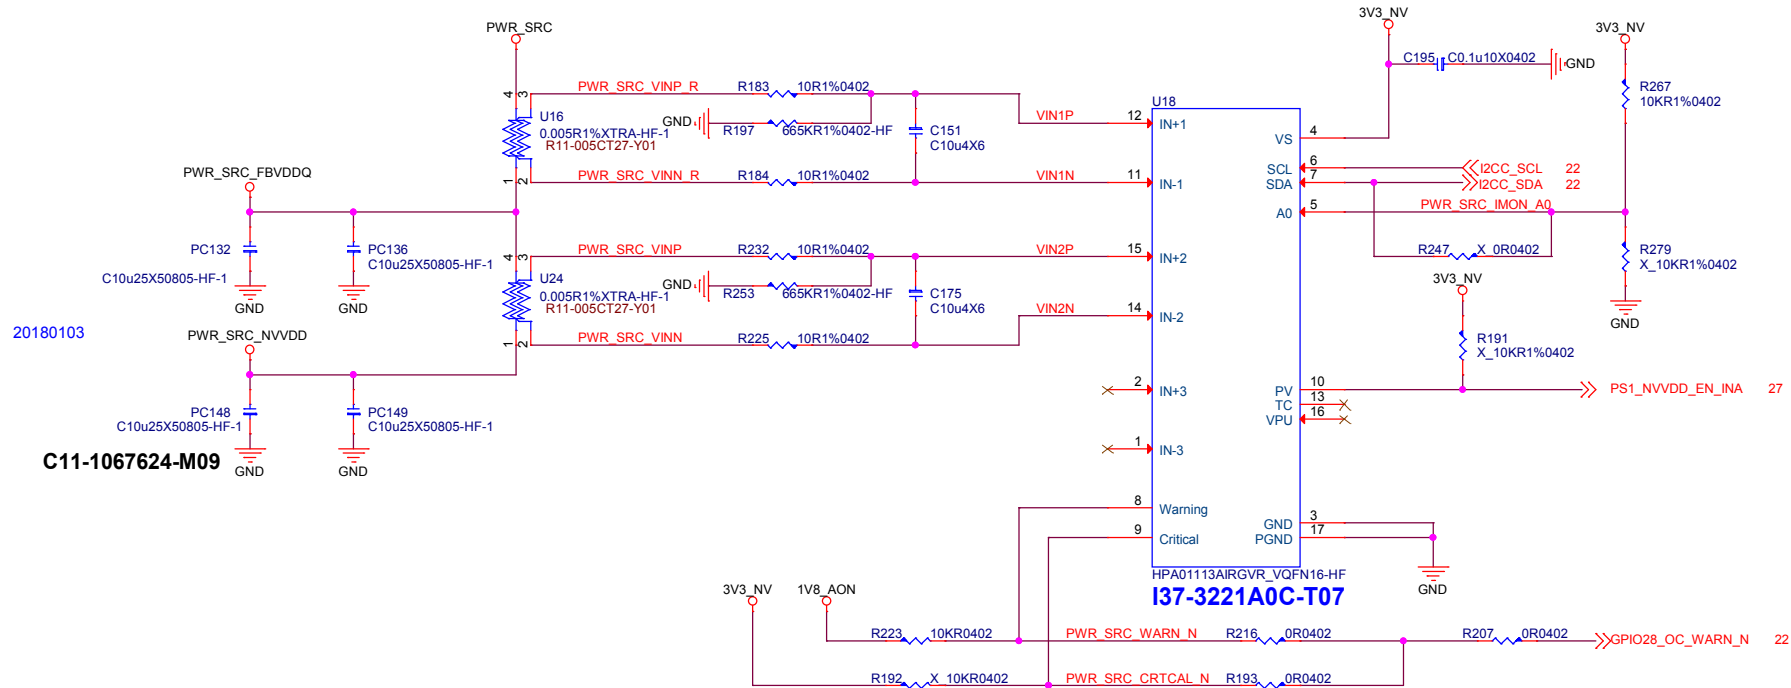 PWR_SRC
3V3_NV
3V3_NV
C195 C0.1u10X0402
GND
R267
10KR1%0402
4 3
PWR_SRC_VINP_R
R183 10R1%0402
U16
0.005R1%XTRA-HF-1
R11-005CT27-Y01
GND
R197 665KR1%0402-HF
C151
C10u4X6
VIN1P
12
U18
IN+1
VS
4
SCL
6
I2CC_SCL 22
SDA
7
I2CC_SDA 22
1 2
PWR_SRC_VINN_R
R184 10R1%0402
VIN1N
11
IN-1
A0
5
PWR_SRC_IMON_A0
PWR_SRC_FBVDDQ
PC132
C10u25X50805-HF-1
GND
PC136
C10u25X50805-HF-1
GND
4 3
PWR_SRC_VINP
R232 10R1%0402
VIN2P
15
IN+2
R247 X_0R0402
R279
X_10KR1%0402
GND
U24
0.005R1%XTRA-HF-1
R11-005CT27-Y01
GND
R253 665KR1%0402-HF
C175
C10u4X6
VIN2N
14
IN-2
3V3_NV
20180103
PWR_SRC_NVVDD
1 2
PWR_SRC_VINN
R225 10R1%0402
R191
X_10KR1%0402
2
IN+3
PV
10
PS1_NVVDD_EN_INA 27
TC
13
VPU
16
PC148
C10u25X50805-HF-1
GND
PC149
C10u25X50805-HF-1
GND
C11-1067624-M09
1
IN-3
8
Warning
9
Critical
GND
3
PGND
17
GND
HPA01113AIRGVR_VQFN16-HF
I37-3221A0C-T07
3V3_NV
1V8_AON
R223 10KR0402
PWR_SRC_WARN_N
R216 0R0402
R207 0R0402
GPIO28_OC_WARN_N 22
R192 X_10KR0402
PWR_SRC_CRTCAL_N
R193 0R0402